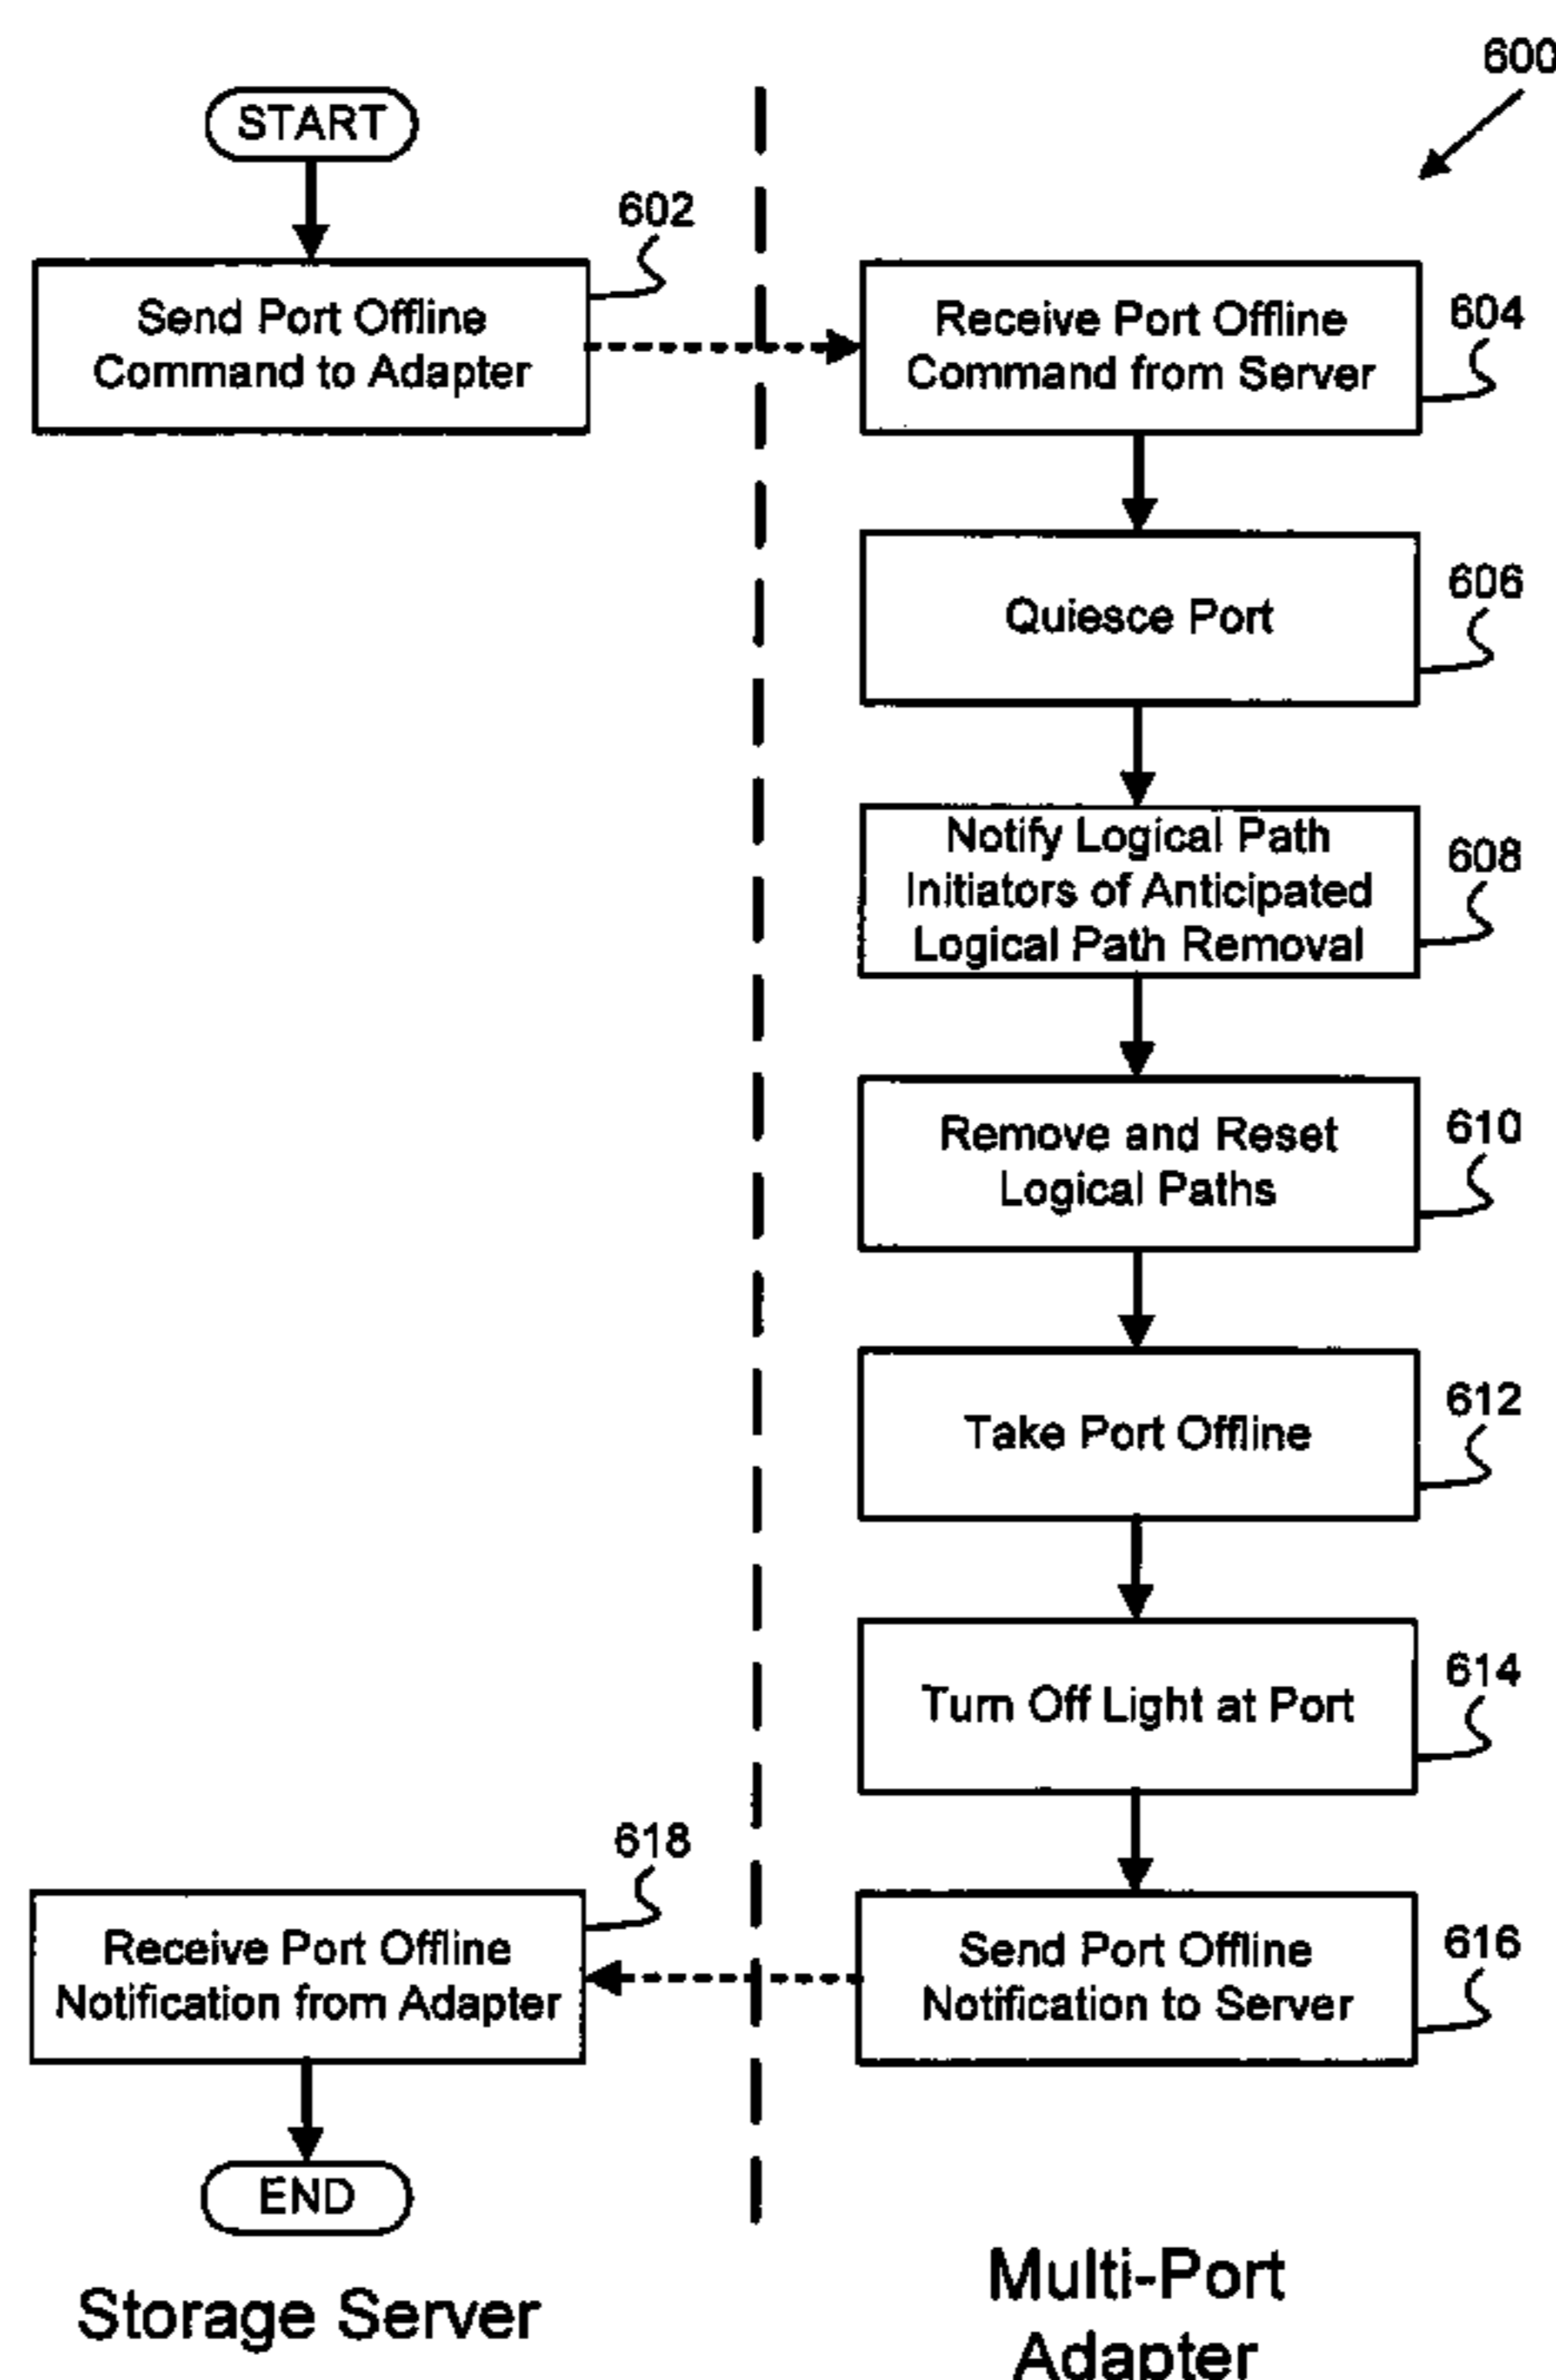 600
START
602
Send Port Offline
Command to Adapter
604
Receive Port Offline
Command from Server
606
Quiesce Port
608
Notify Logical Path
Initiators of Anticipated
Logical Path Removal
610
Remove and Reset
Logical Paths
612
Take Port Offline
614
Turn Off Light at Port
616
Send Port Offline
Notification to Server
618
Receive Port Offline
Notification from Adapter
END
Storage Server
Multi-Port
Adapter